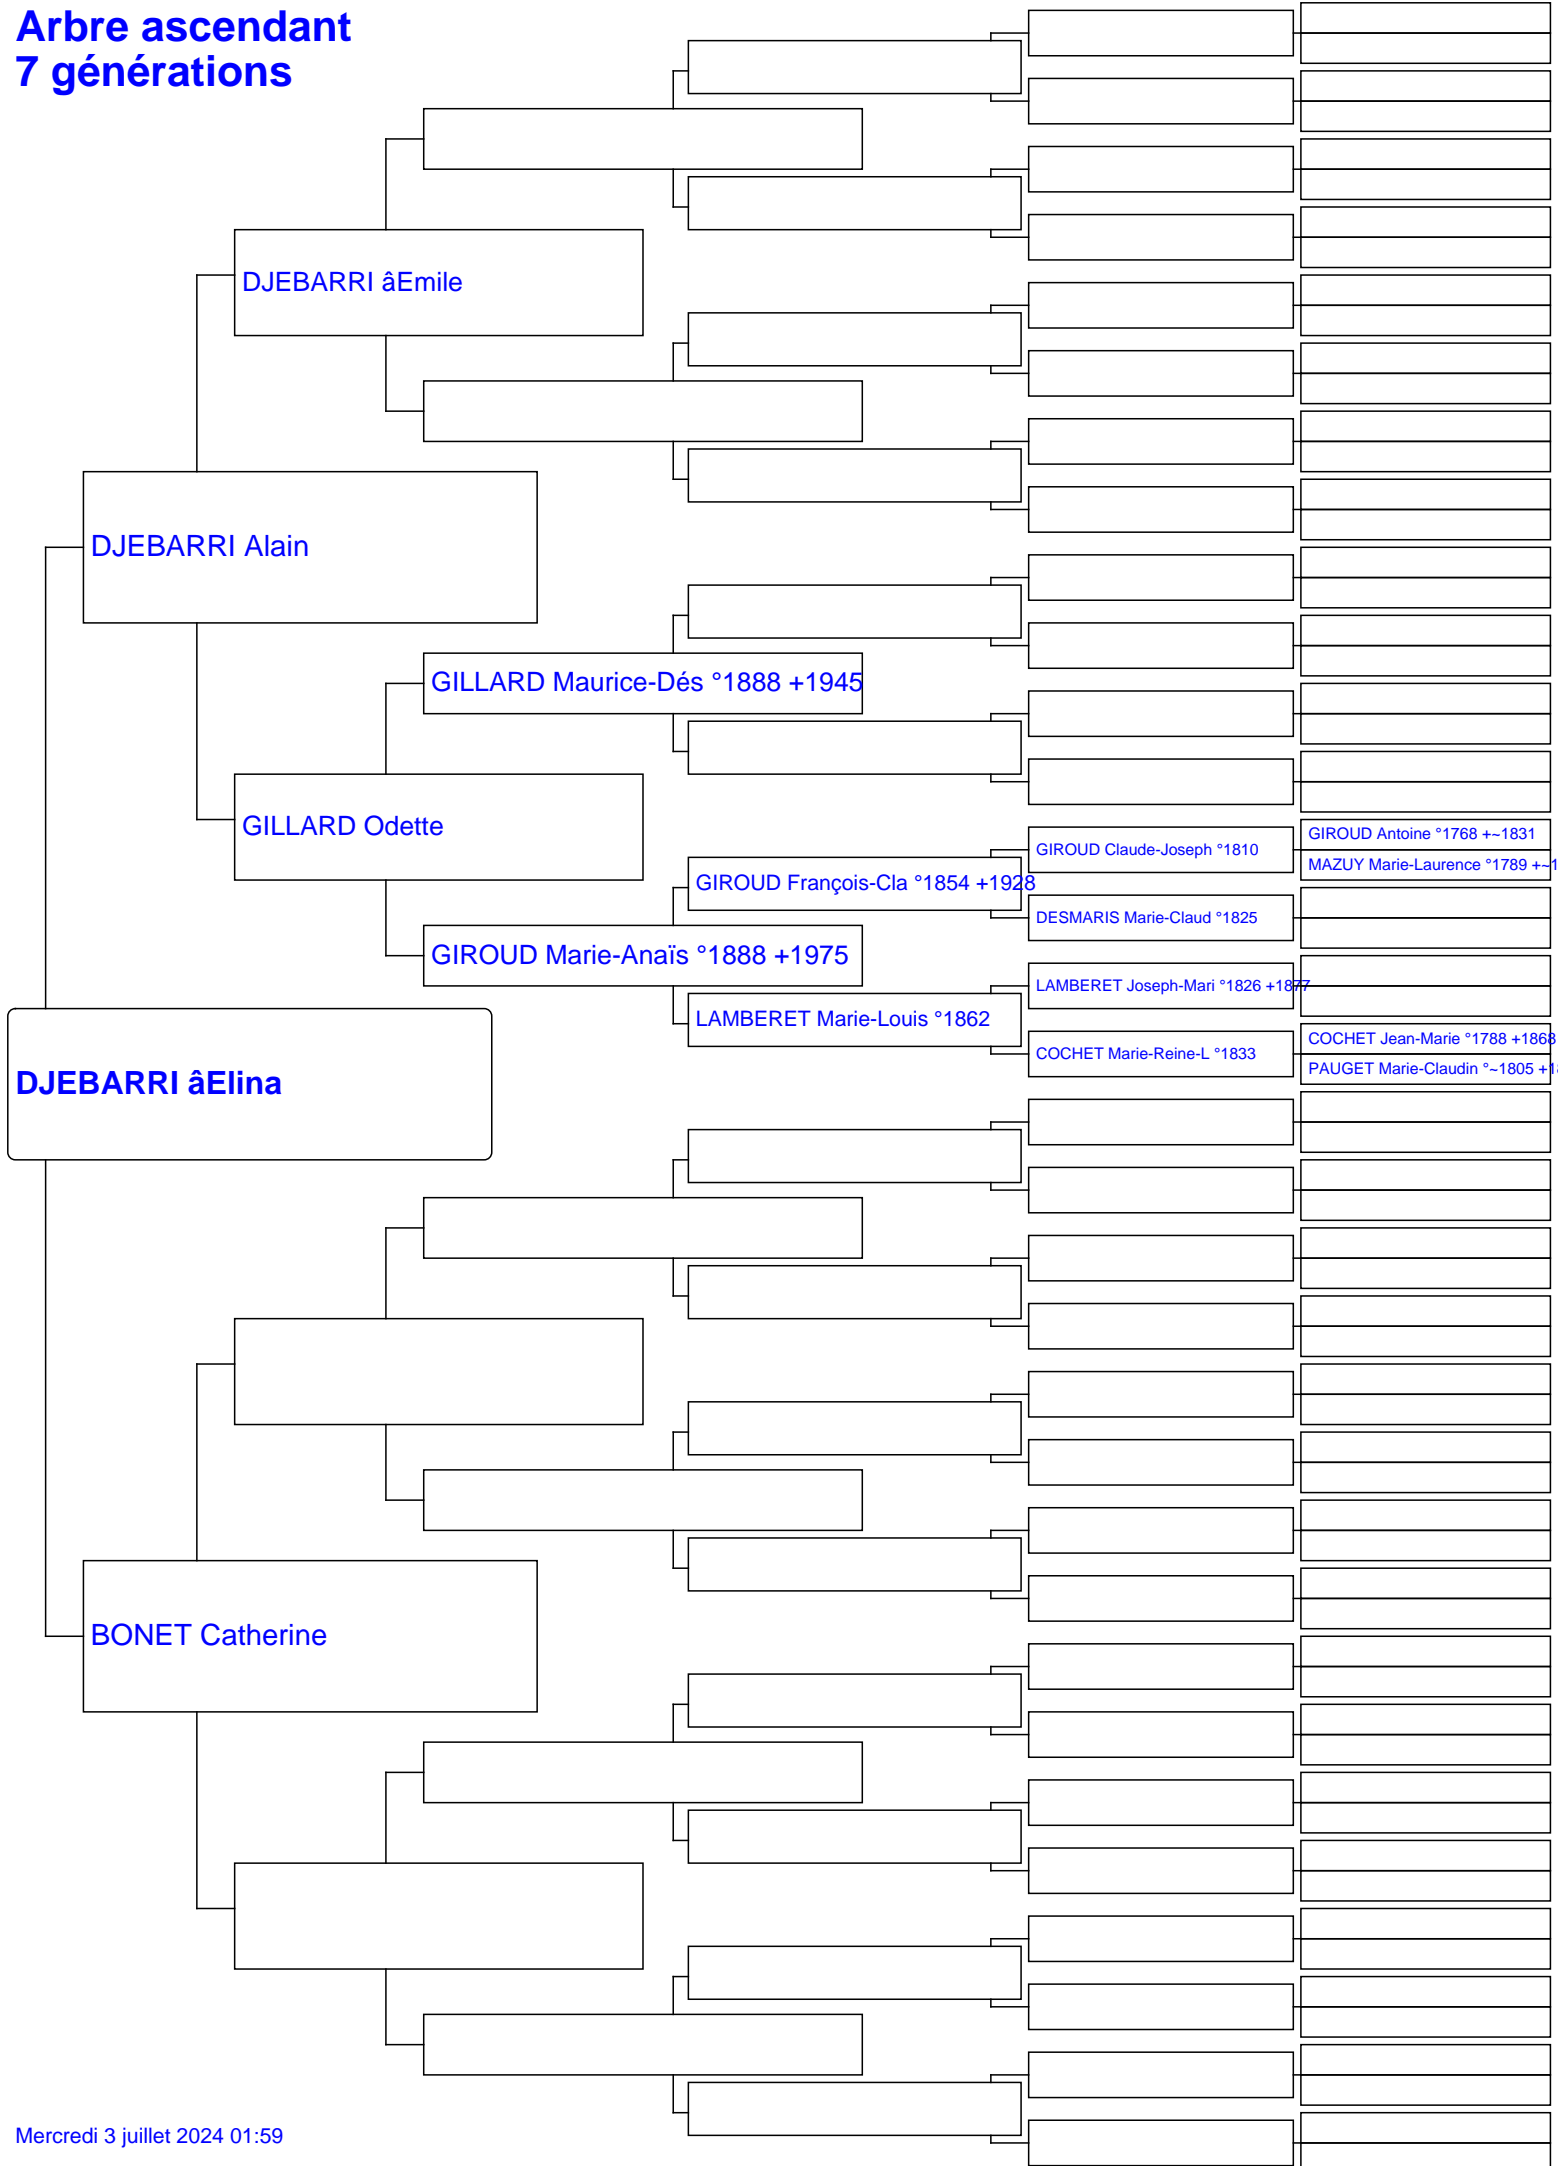 Arbre ascendant
7 générations
DJEBARRI âEmile
DJEBARRI Alain
GILLARD Maurice-Dés °1888 +1945
GILLARD Odette
GIROUD Claude-Joseph °1810
GIROUD Antoine °1768 +~1831
MAZUY Marie-Laurence °1789 +~1
GIROUD François-Cla °1854 +1928
DESMARIS Marie-Claud °1825
GIROUD Marie-Anaïs °1888 +1975
LAMBERET Joseph-Mari °1826 +1877
LAMBERET Marie-Louis °1862
COCHET Marie-Reine-L °1833
COCHET Jean-Marie °1788 +1868
PAUGET Marie-Claudin °~1805 +18
DJEBARRI âElina
BONET Catherine
Mercredi 3 juillet 2024 01:59